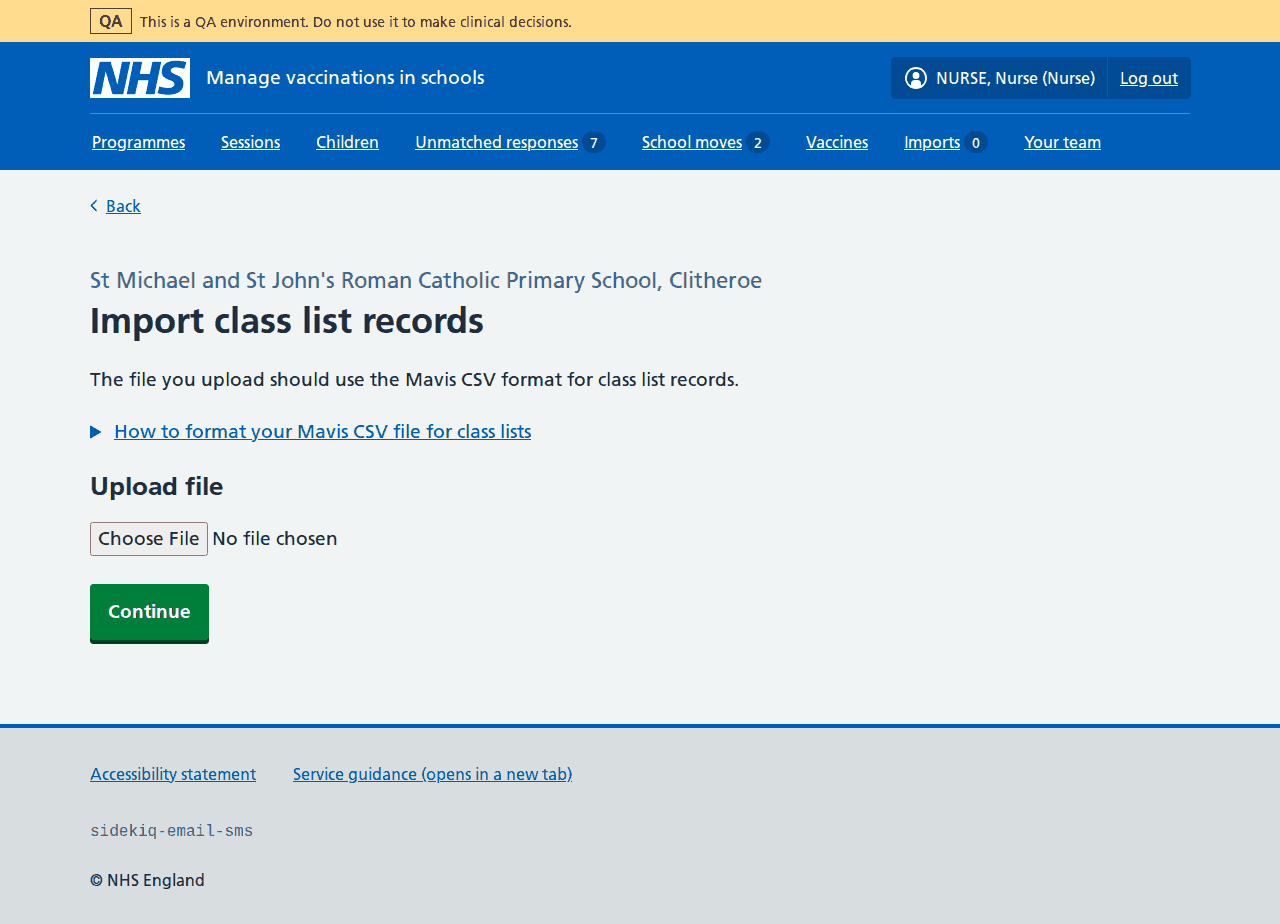 QA This is a QA environment. Do not use it to make clinical decisions.
NHS Manage vaccinations in schools NURSE, Nurse (Nurse) Log out
Programmes Sessions Children Unmatched responses 7 School moves 2 Vaccines Imports 0 Your team
Back
St Michael and St John's Roman Catholic Primary School, Clitheroe
Import class list records
The file you upload should use the Mavis CSV format for class list records.
How to format your Mavis CSV file for class lists
Upload file
Choose File No file chosen
Continue
Accessibility statement Service guidance (opens in a new tab)
sidekiq-email-sms
© NHS England